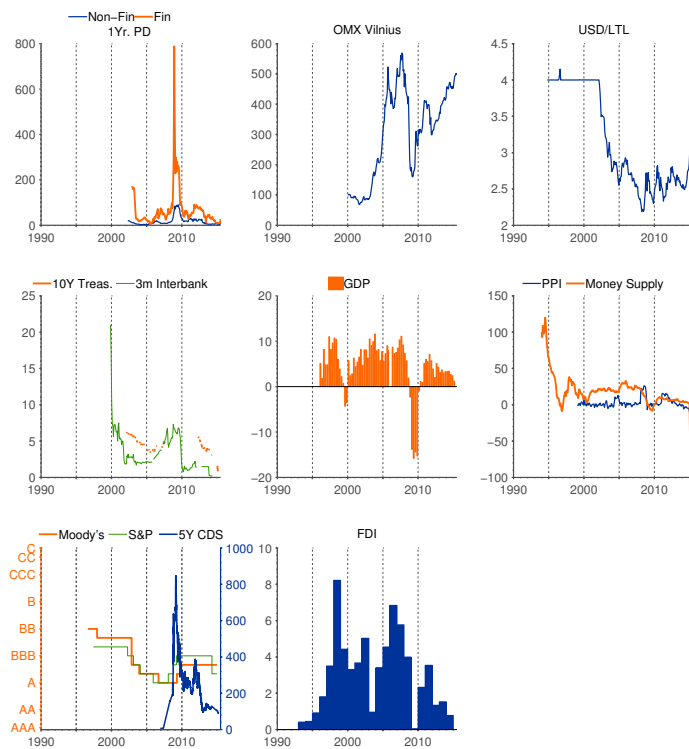 Non-Fin Fin
1Yr. PD
800
600
400
200
0
1990 2000 2010
OMX Vilnius
600
500
400
300
200
100
0
1990 2000 2010
USD/LTL
4.5
4
3.5
3
2.5
2
1990 2000 2010
10Y Treas. 3m Interbank
25
20
15
10
5
0
1990 2000 2010
GDP
20
10
0
−10
−20
1990 2000 2010
PPI Money Supply
150
100
50
0
−50
−100
1990 2000 2010
Moody's S&P 5Y CDS
C
CC
CCC
B
BB
BBB
A
AA
AAA
1000
800
600
400
200
0
1990 2000 2010
FDI
10
8
6
4
2
0
1990 2000 2010